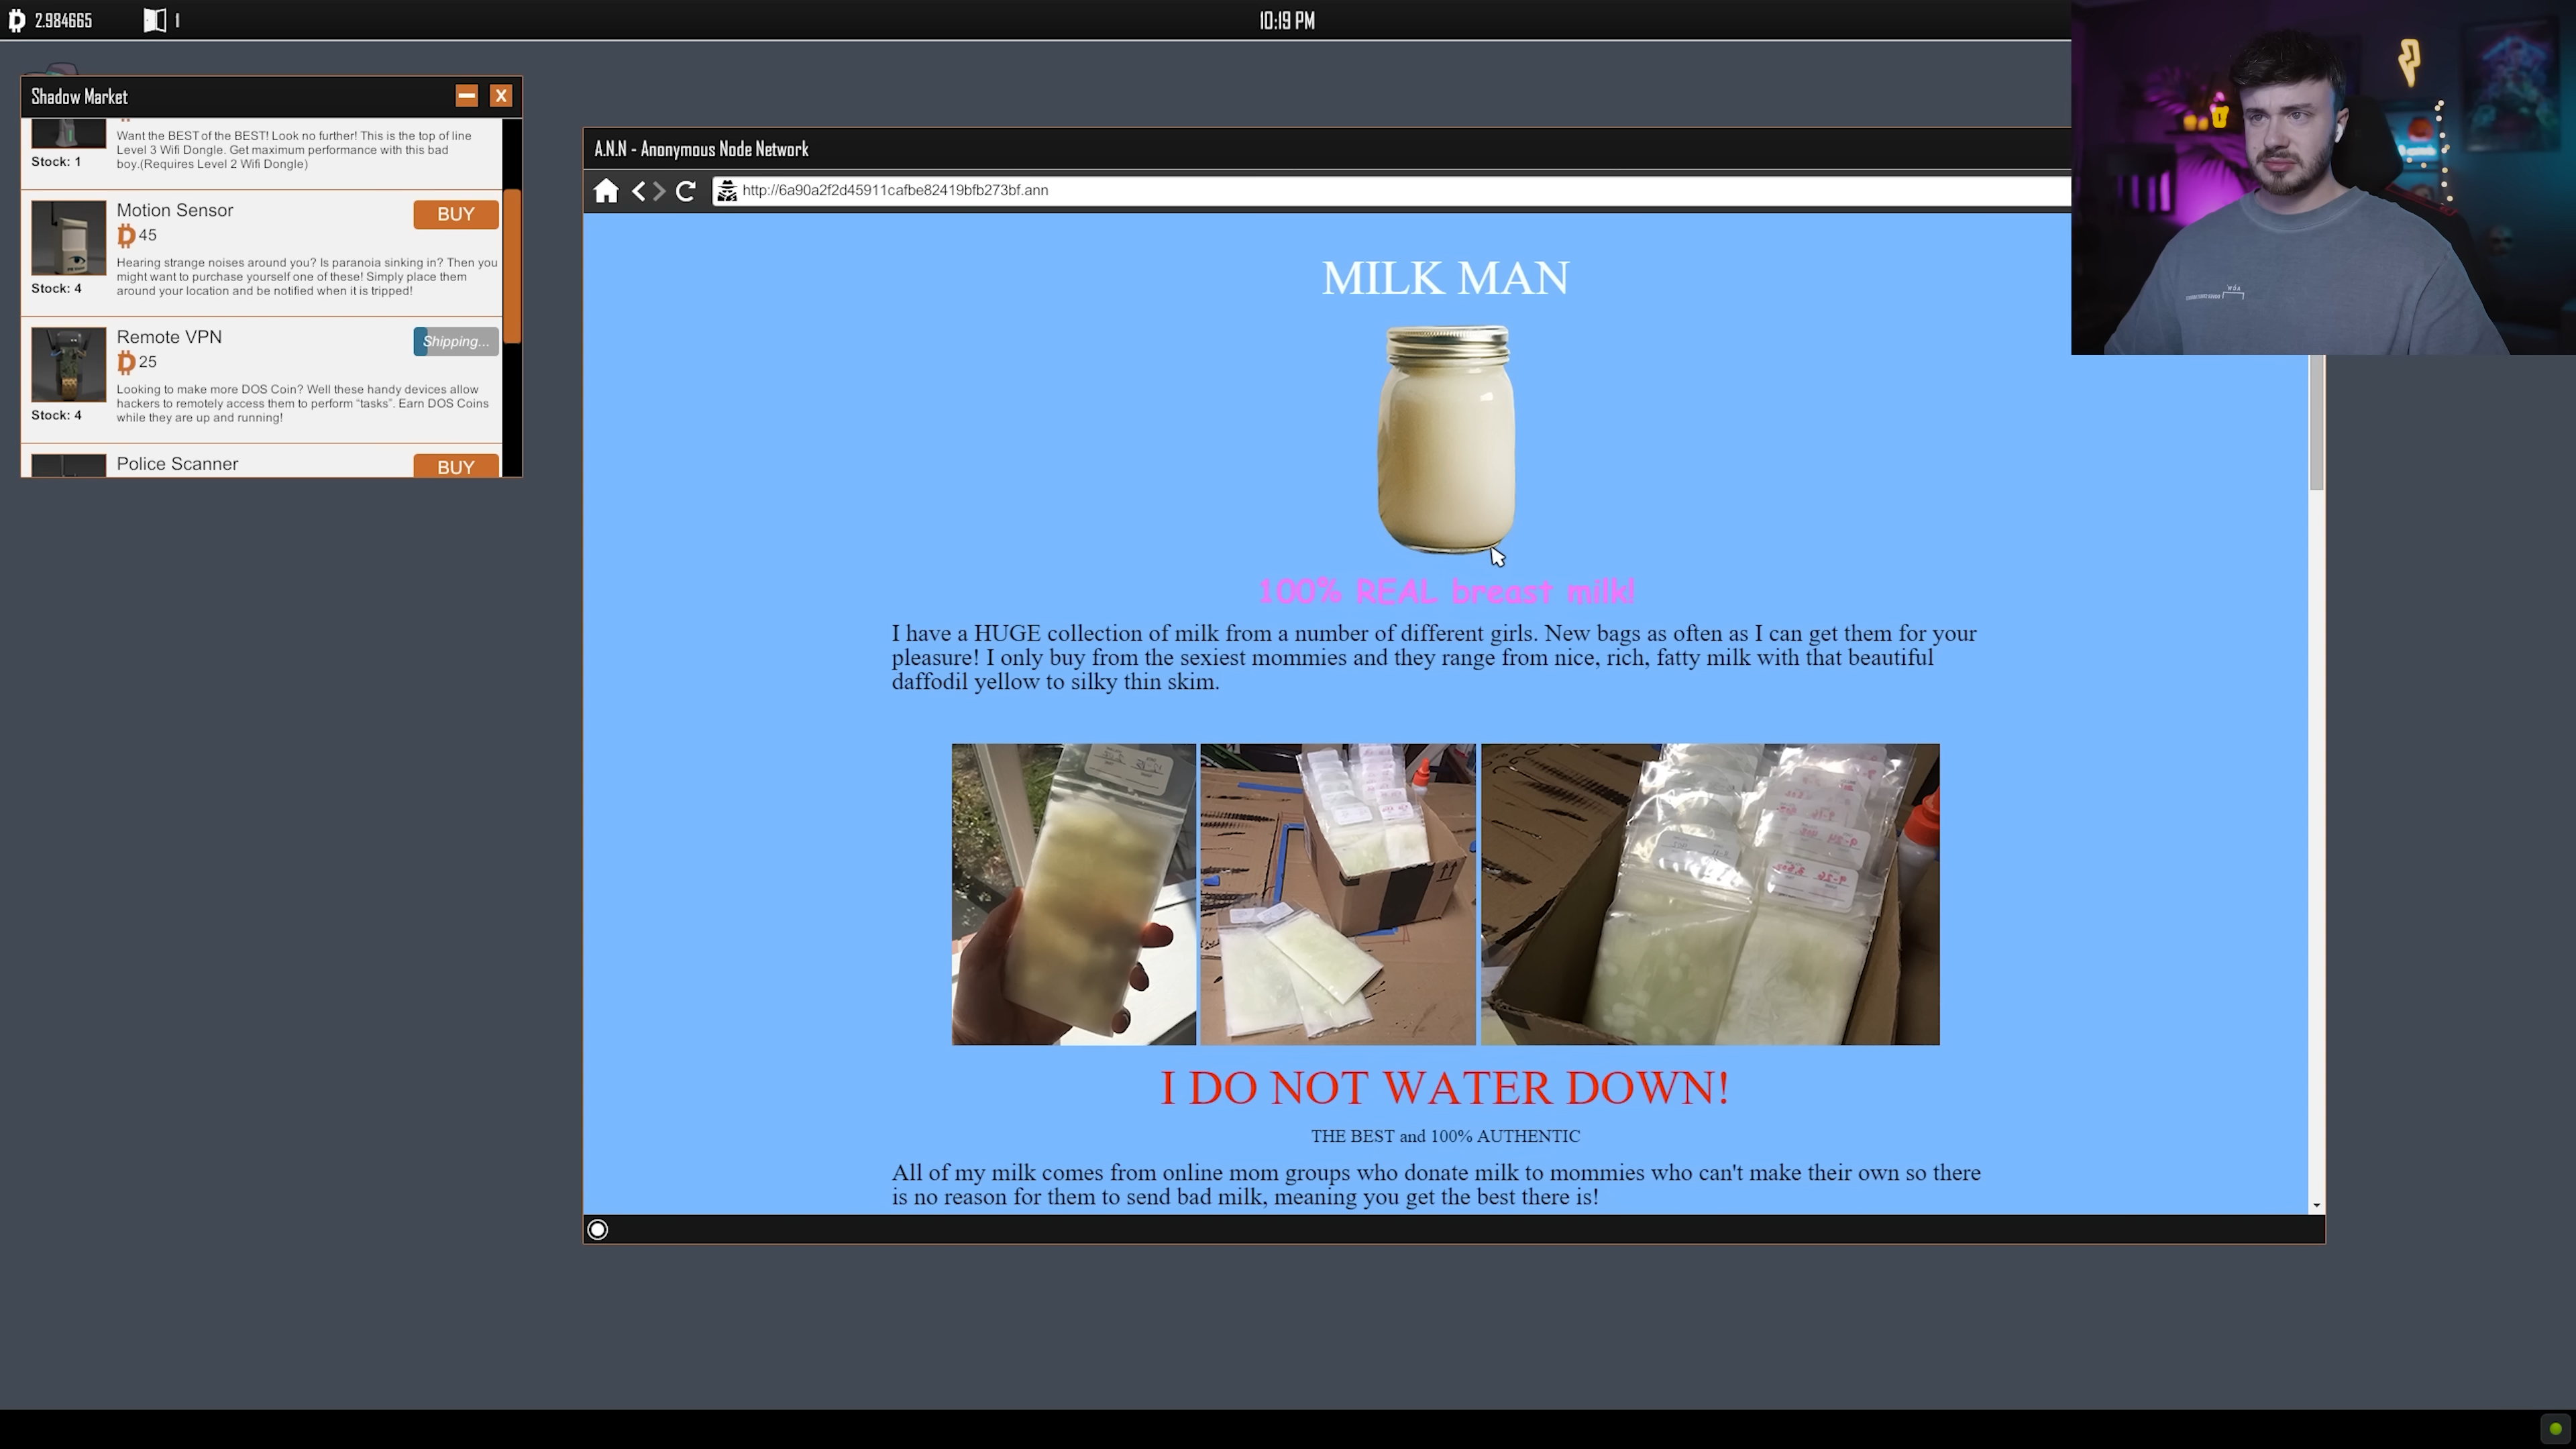 2.984665
1
10:19 PM
Shadow Market
X
Want the BEST of the BEST! Look no further! This is the top of line
Level 3 Wifi Dongle. Get maximum performance with this bad
boy.(Requires Level 2 Wifi Dongle)
Stock: 1
Motion Sensor
BUY
45
Hearing strange noises around you? Is paranoia sinking in? Then you
might want to purchase yourself one of these! Simply place them
around your location and be notified when it is tripped!
Stock: 4
Remote VPN
Shipping...
25
Looking to make more DOS Coin? Well these handy devices allow
hackers to remotely access them to perform "tasks". Earn DOS Coins
while they are up and running!
Stock: 4
Police Scanner
BUY
A.N.N - Anonymous Node Network
http://6a90a2f2d45911cafbe82419bfb273bf.ann
MILK MAN
100% REAL breast milk!
I have a HUGE collection of milk from a number of different girls. New bags as often as I can get them for your
pleasure! I only buy from the sexiest mommies and they range from nice, rich, fatty milk with that beautiful
daffodil yellow to silky thin skim.
I DO NOT WATER DOWN!
THE BEST and 100% AUTHENTIC
All of my milk comes from online mom groups who donate milk to mommies who can't make their own so there
is no reason for them to send bad milk, meaning you get the best there is!